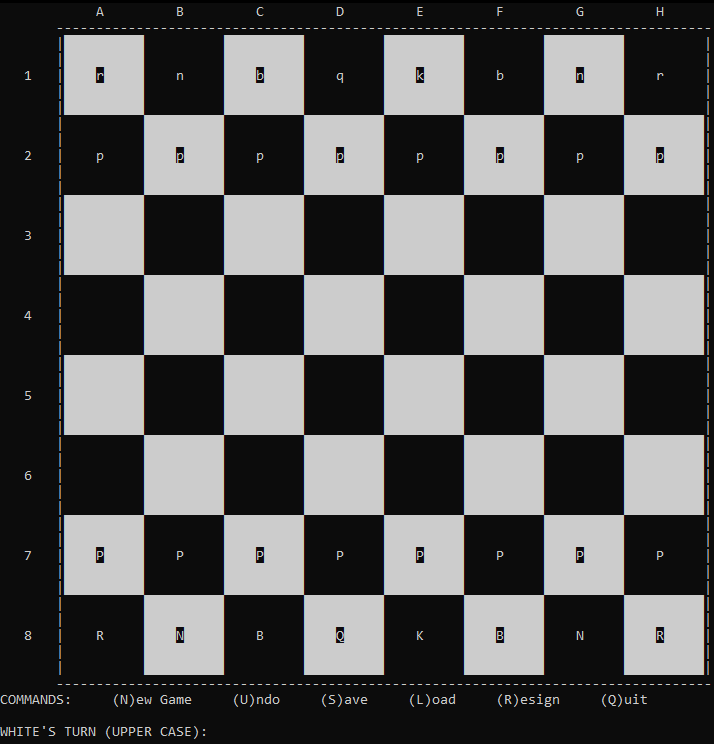 A B C D E F G H
1 r n b q k b n r
2 p p p p p p p p
3
4
5
6
7 P P P P P P P P
8 R N B Q K B N R
COMMANDS: (N)ew Game (U)ndo (S)ave (L)oad (R)esign (Q)uit
WHITE'S TURN (UPPER CASE):